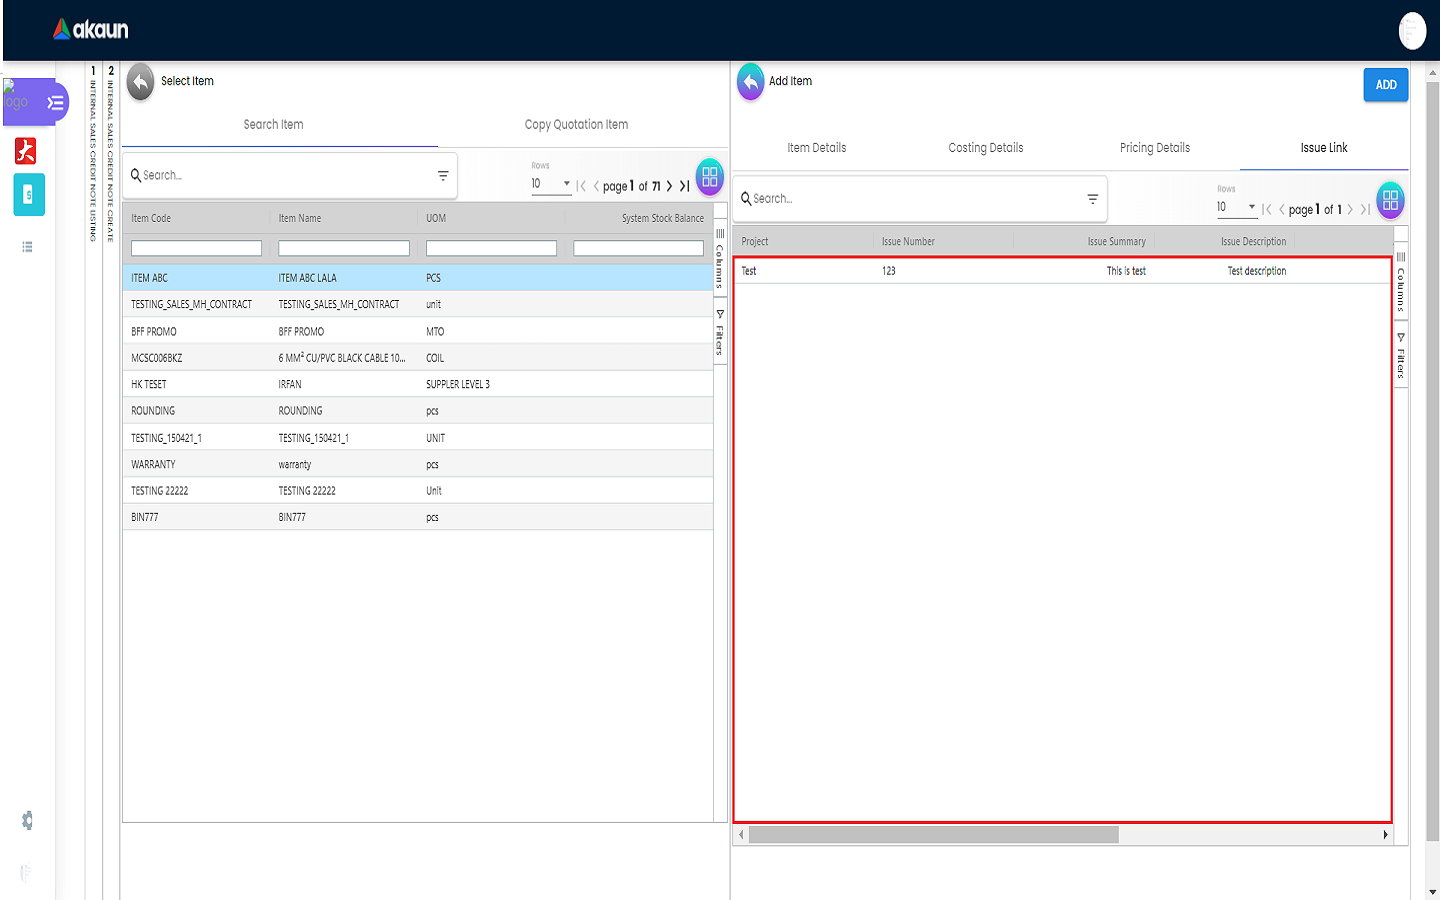 akaun
logo
1 INTERNAL SALES CREDIT NOTE LISTING
2 INTERNAL SALES CREDIT NOTE CREATE
Select Item
Search Item Copy Quotation Item
Search...
Rows
10 page 1 of 71
Item Code Item Name UOM System Stock Balance
ITEM ABC ITEM ABC LALA PCS
TESTING_SALES_MH_CONTRACT TESTING_SALES_MH_CONTRACT unit
BFF PROMO BFF PROMO MTO
MCSC006BKZ 6 MM² CU/PVC BLACK CABLE 10... COIL
HK TESET IRFAN SUPPLER LEVEL 3
ROUNDING ROUNDING pcs
TESTING_150421_1 TESTING_150421_1 UNIT
WARRANTY warranty pcs
TESTING 22222 TESTING 22222 Unit
BIN777 BIN777 pcs
Columns
Filters
Add Item
ADD
Item Details Costing Details Pricing Details Issue Link
Search...
Rows
10 page 1 of 1
Project Issue Number Issue Summary Issue Description
Test 123 This is test Test description
Columns
Filters